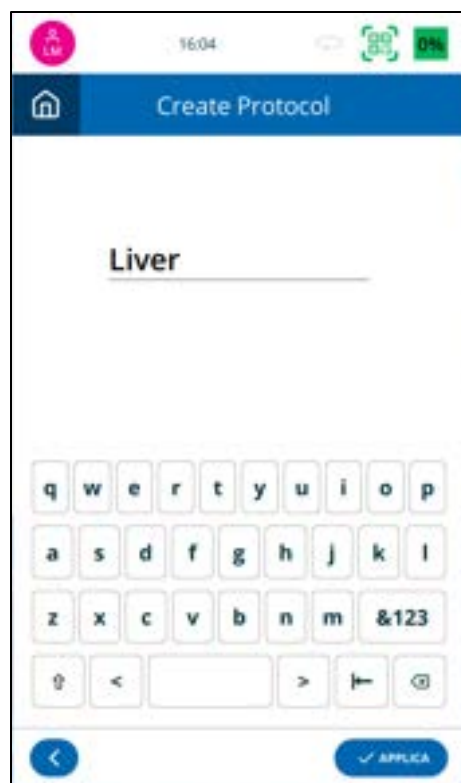 LM 16:04 0%
Create Protocol
Liver
q w e r t y u i o p
a s d f g h j k l
z x c v b n m &123
< >
APPLICA